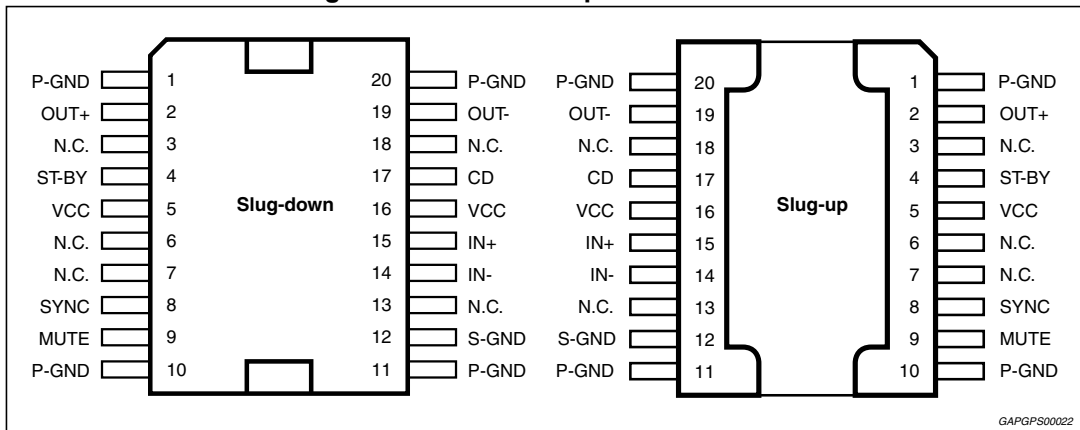 P-GND 1 20 P-GND P-GND 20 1 P-GND
OUT+ 2 19 OUT- OUT- 19 2 OUT+
N.C. 3 18 N.C. N.C. 18 3 N.C.
ST-BY 4 17 CD CD 17 4 ST-BY
VCC 5 Slug-down 16 VCC VCC 16 Slug-up 5 VCC
N.C. 6 15 IN+ IN+ 15 6 N.C.
N.C. 7 14 IN- IN- 14 7 N.C.
SYNC 8 13 N.C. N.C. 13 8 SYNC
MUTE 9 12 S-GND S-GND 12 9 MUTE
P-GND 10 11 P-GND P-GND 11 10 P-GND
GAPGPS00022